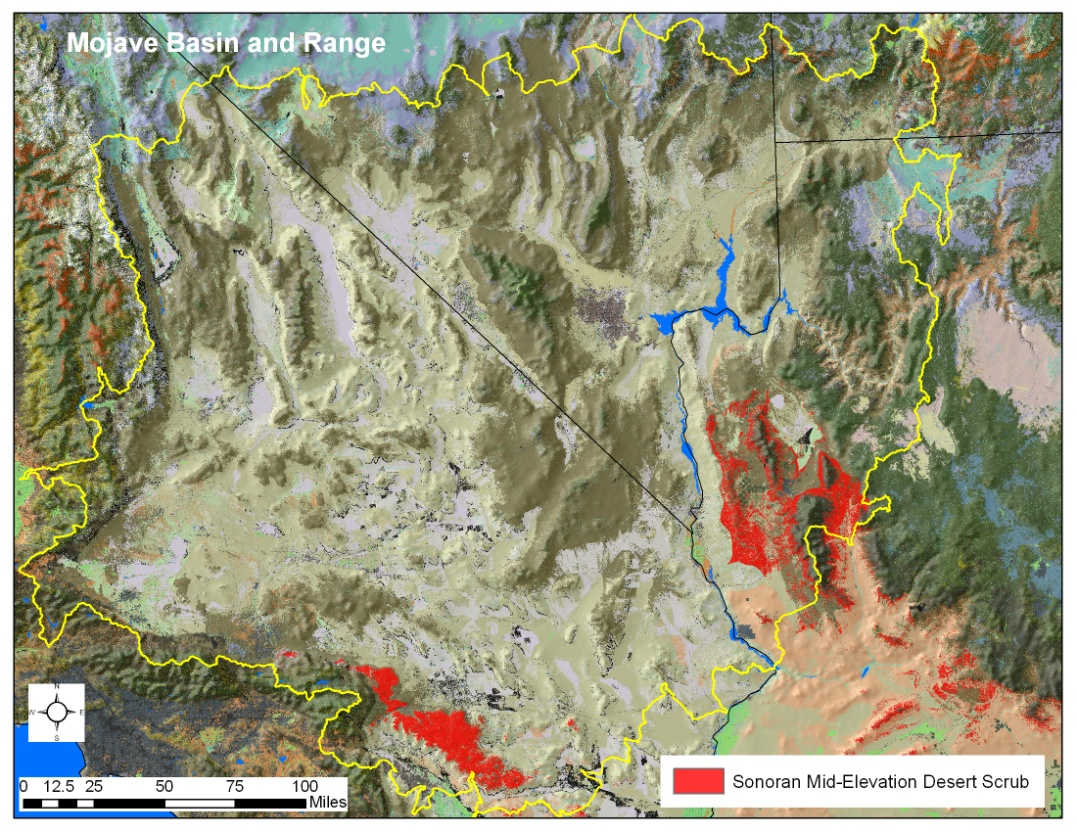 Mojave Basin and Range
N
W E
S
0 12.5 25 50 75 100
Miles
Sonoran Mid-Elevation Desert Scrub